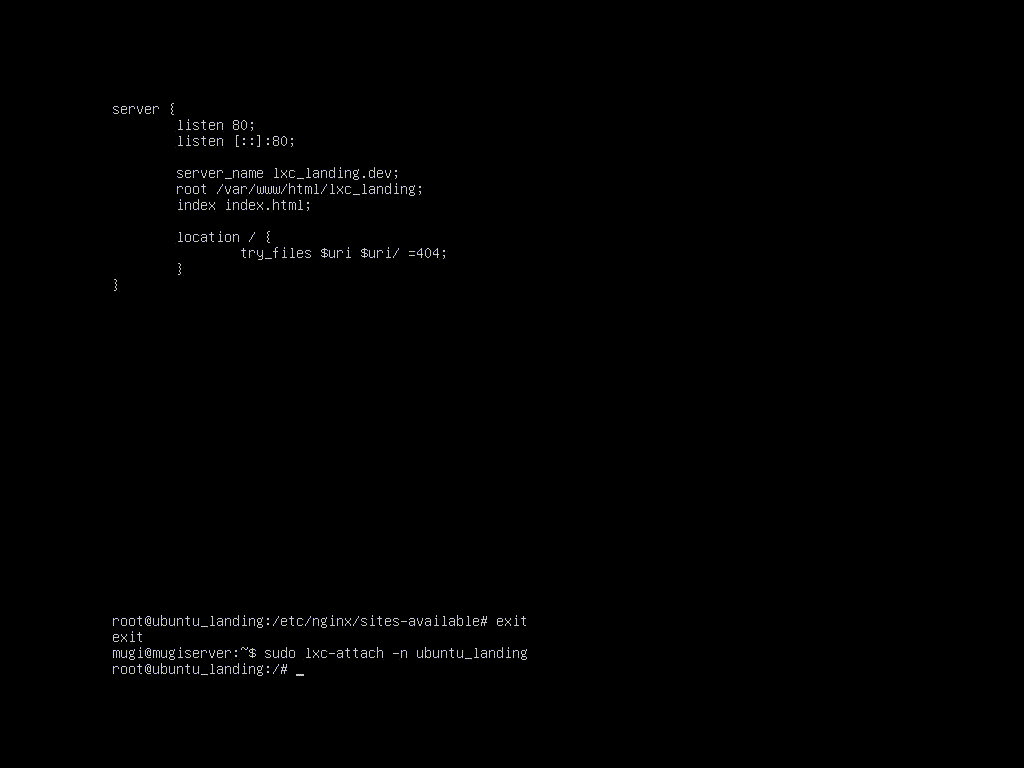 server {
        listen 80;
        listen [::]:80;

        server_name lxc_landing.dev;
        root /var/www/html/lxc_landing;
        index index.html;

        location / {
                try_files $uri $uri/ =404;
        }
}
root@ubuntu_landing:/etc/nginx/sites-available# exit
exit
mugi@mugiserver:~$ sudo lxc-attach -n ubuntu_landing
root@ubuntu_landing:/# _